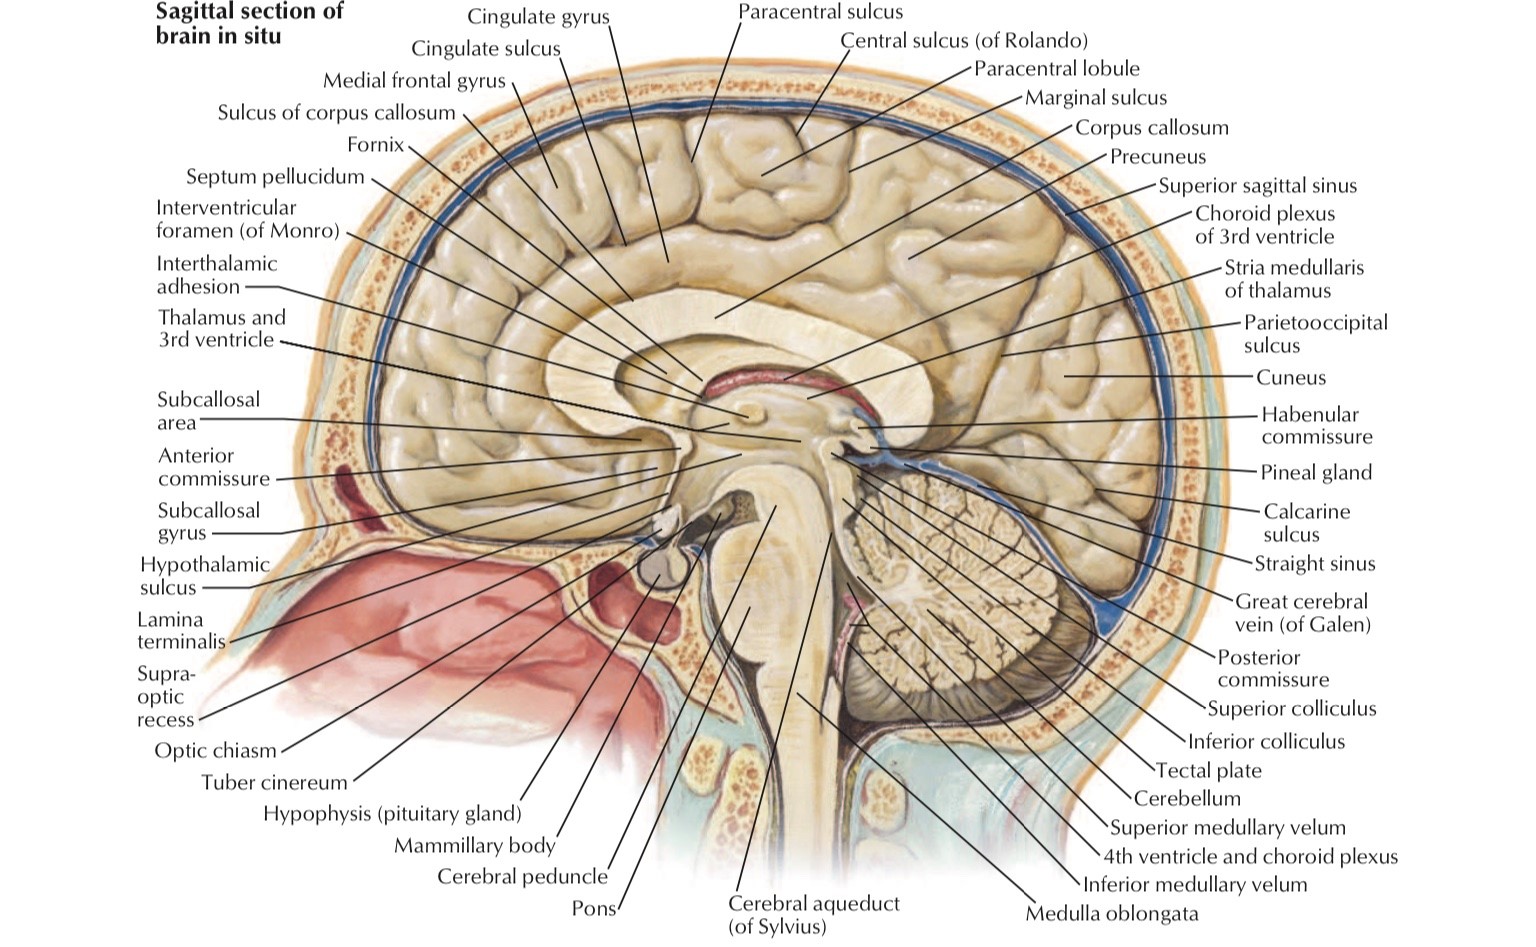 Sagittal section of
brain in situ
Cingulate gyrus
Cingulate sulcus
Medial frontal gyrus
Sulcus of corpus callosum
Fornix
Septum pellucidum
Interventricular
foramen (of Monro)
Interthalamic
adhesion
Thalamus and
3rd ventricle
Subcallosal
area
Anterior
commissure
Subcallosal
gyrus
Hypothalamic
sulcus
Lamina
terminalis
Supra-
optic
recess
Optic chiasm
Tuber cinereum
Hypophysis (pituitary gland)
Mammillary body
Cerebral peduncle
Pons
Cerebral aqueduct
(of Sylvius)
Paracentral sulcus
Central sulcus (of Rolando)
Paracentral lobule
Marginal sulcus
Corpus callosum
Precuneus
Superior sagittal sinus
Choroid plexus
of 3rd ventricle
Stria medullaris
of thalamus
Parietooccipital
sulcus
Cuneus
Habenular
commissure
Pineal gland
Calcarine
sulcus
Straight sinus
Great cerebral
vein (of Galen)
Posterior
commissure
Superior colliculus
Inferior colliculus
Tectal plate
Cerebellum
Superior medullary velum
4th ventricle and choroid plexus
Inferior medullary velum
Medulla oblongata